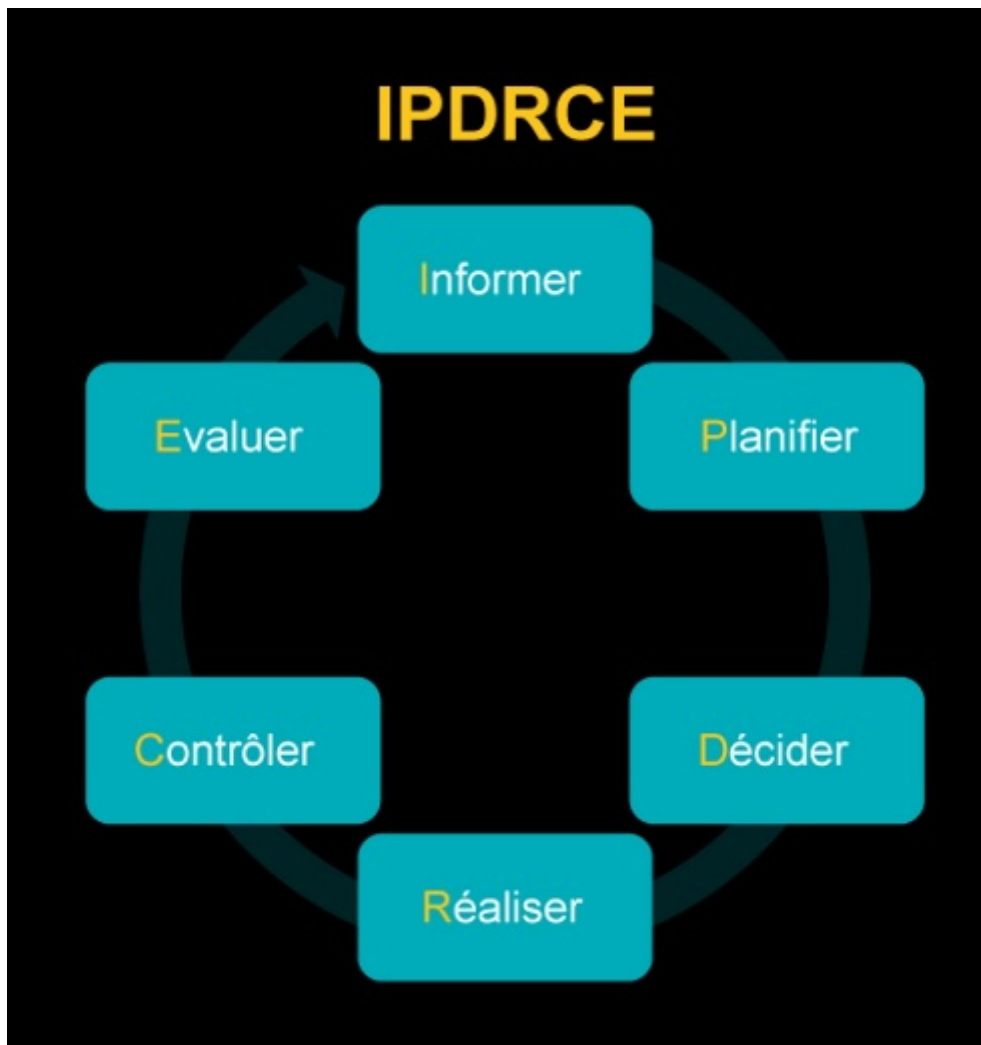 IPDRCE
Informer
Planifier
Décider
Réaliser
Contrôler
Evaluer